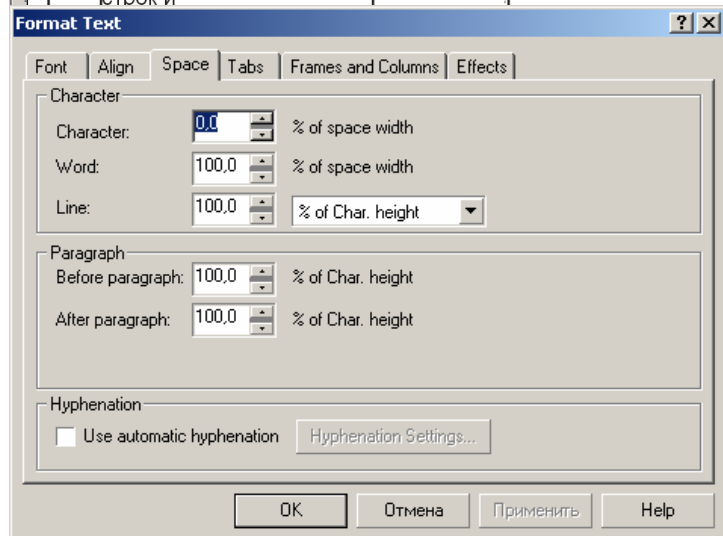 Format Text
Font Align Space Tabs Frames and Columns Effects
Character
Character: 0,0 % of space width
Word: 100,0 % of space width
Line: 100,0 % of Char. height
Paragraph
Before paragraph: 100,0 % of Char. height
After paragraph: 100,0 % of Char. height
Hyphenation
Use automatic hyphenation Hyphenation Settings...
OK Отмена Применить Help